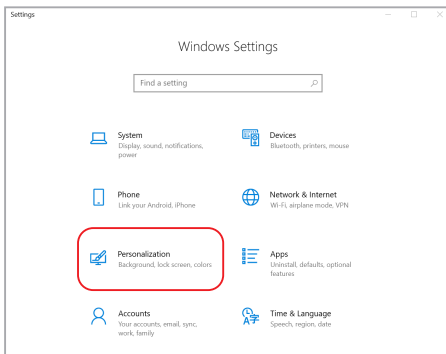 Settings
Windows Settings
Find a setting
System
Display, sound, notifications,
power
Devices
Bluetooth, printers, mouse
Phone
Link your Android, iPhone
Network & Internet
Wi-Fi, airplane mode, VPN
Personalization
Background, lock screen, colors
Apps
Uninstall, defaults, optional
features
Accounts
Your accounts, email, sync,
work, family
Time & Language
Speech, region, date